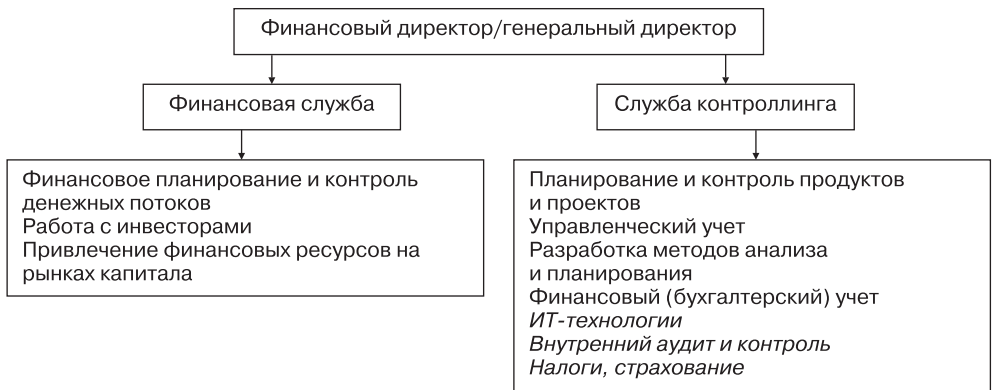 Финансовый директор/генеральный директор
Финансовая служба
Служба контроллинга
Финансовое планирование и контроль
денежных потоков
Работа с инвесторами
Привлечение финансовых ресурсов на
рынках капитала
Планирование и контроль продуктов
и проектов
Управленческий учет
Разработка методов анализа
и планирования
Финансовый (бухгалтерский) учет
ИТ-технологии
Внутренний аудит и контроль
Налоги, страхование